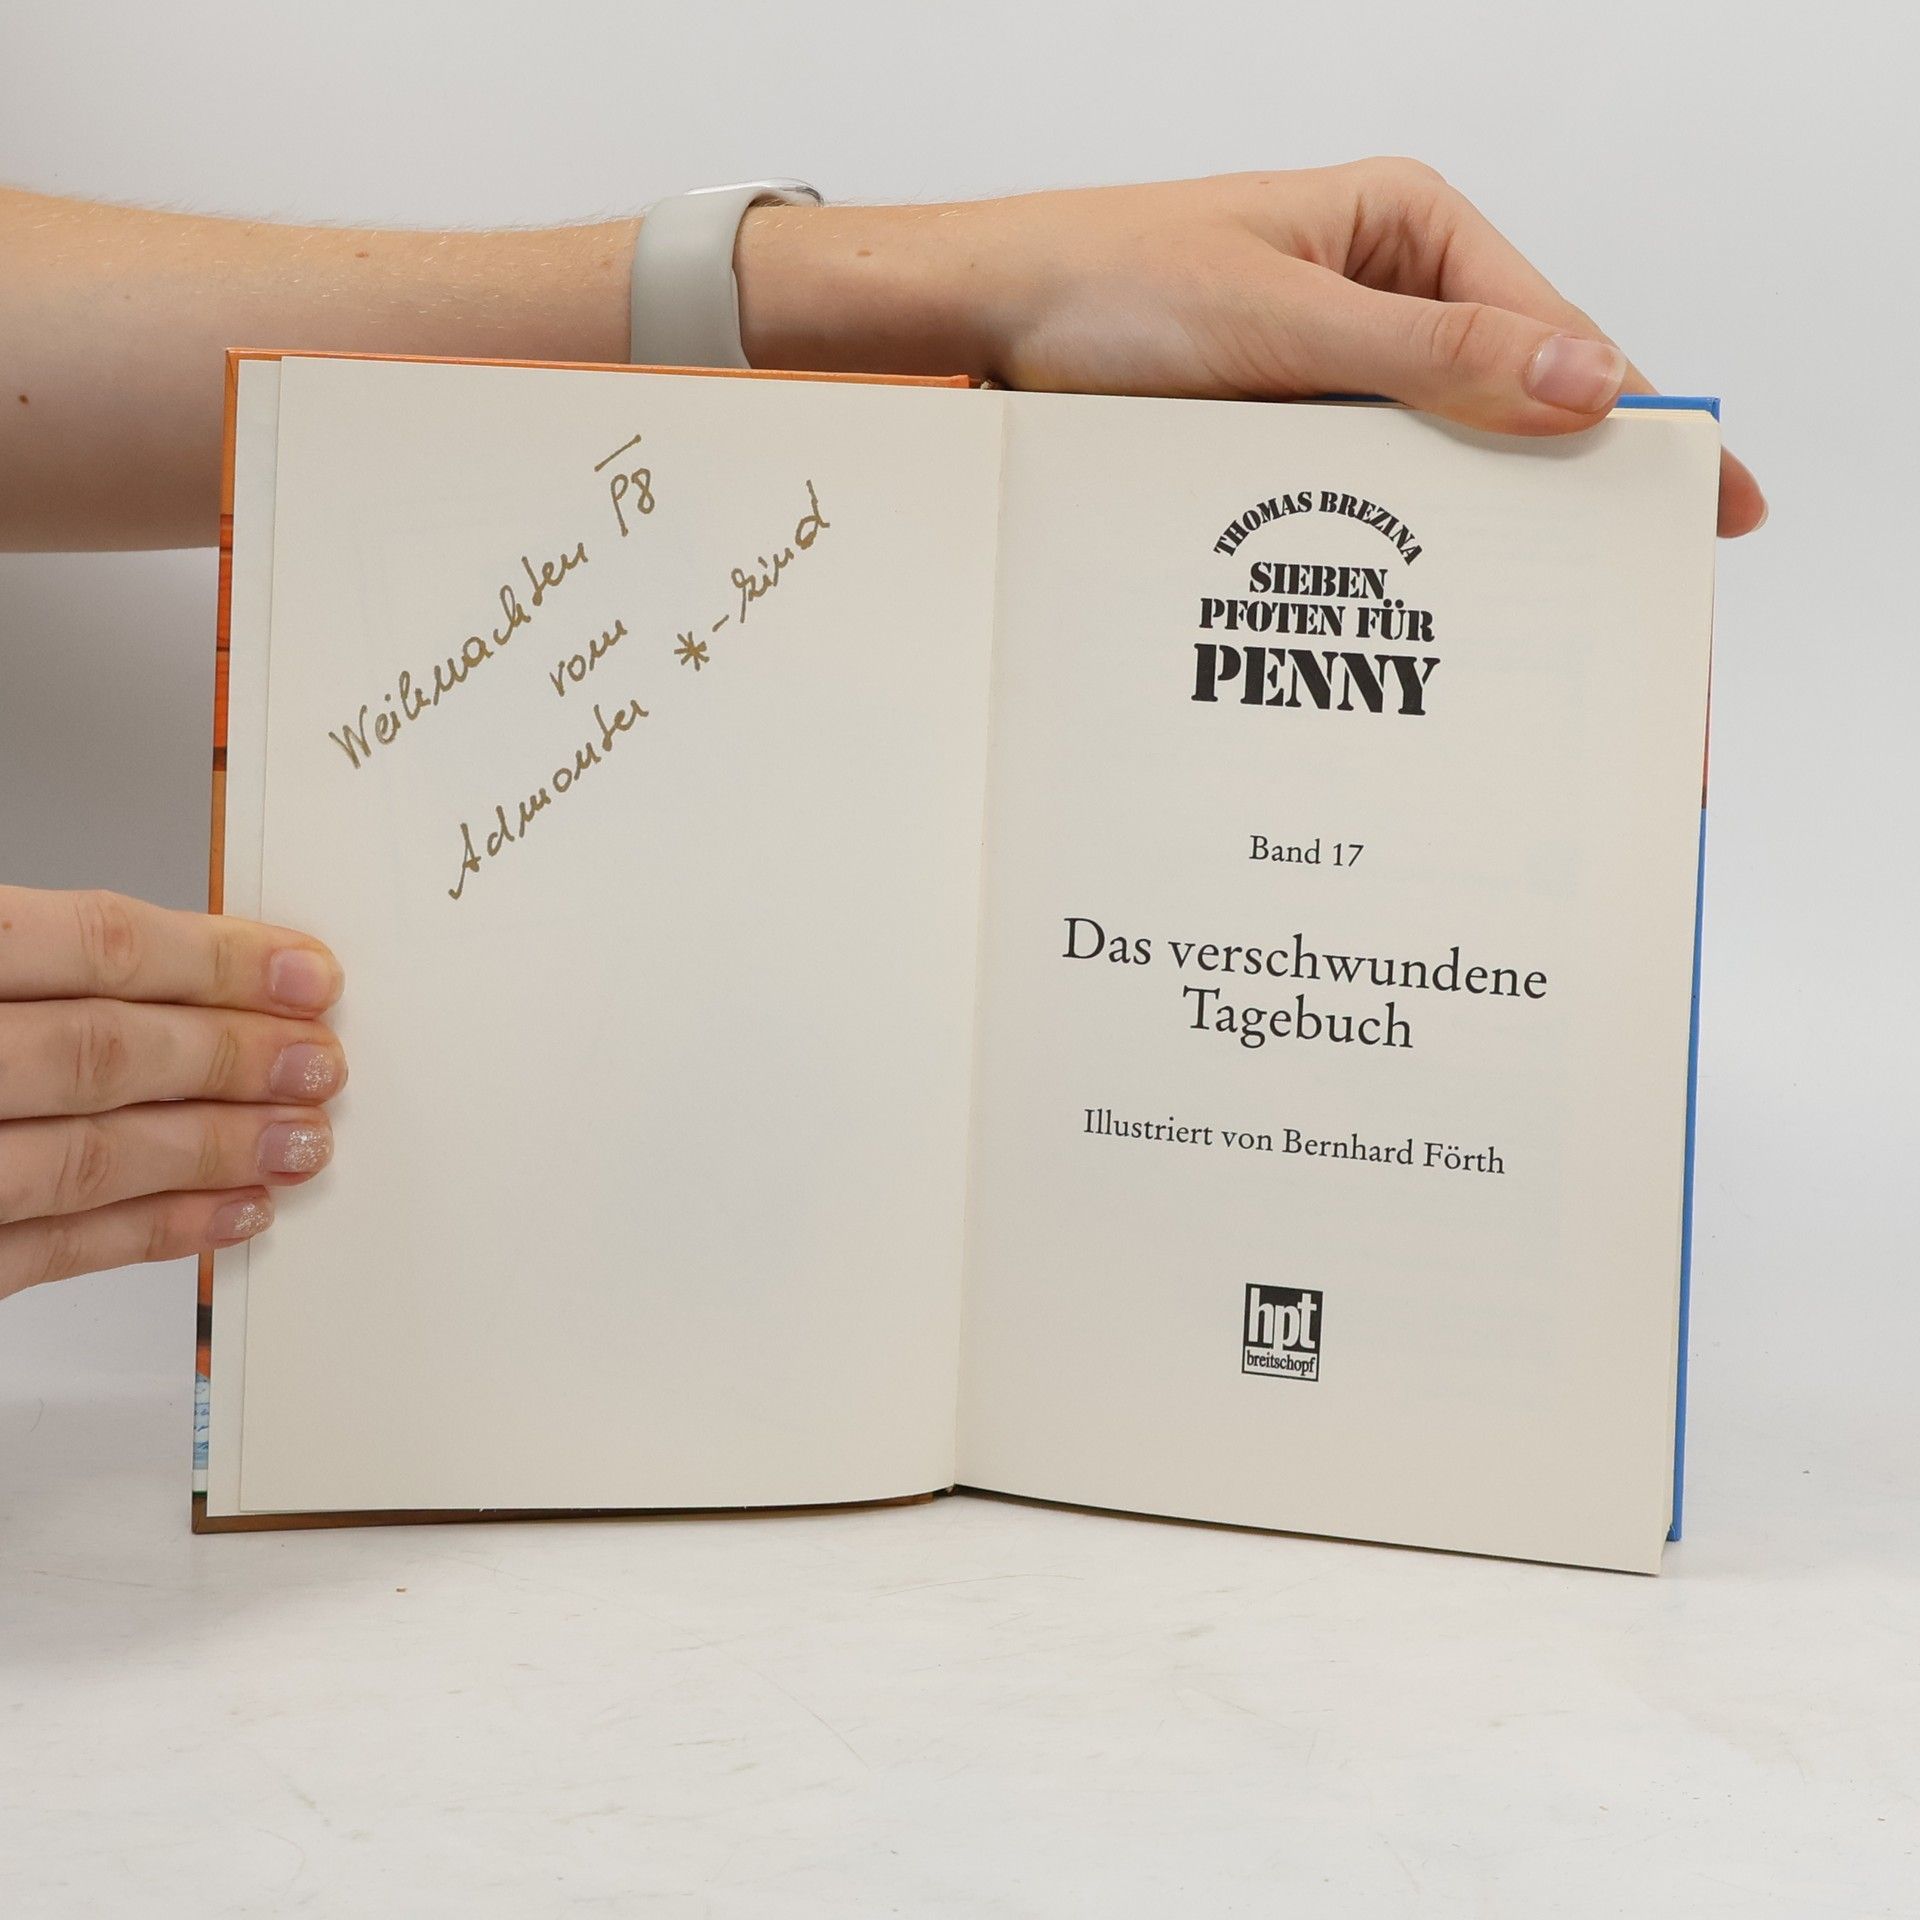 Weihnachten 98
vom
Admonter *-kind
THOMAS BREZINA
SIEBEN
PFOTEN FÜR
PENNY
Band 17
Das verschwundene
Tagebuch
Illustriert von Bernhard Förth
hpt
breitschopf